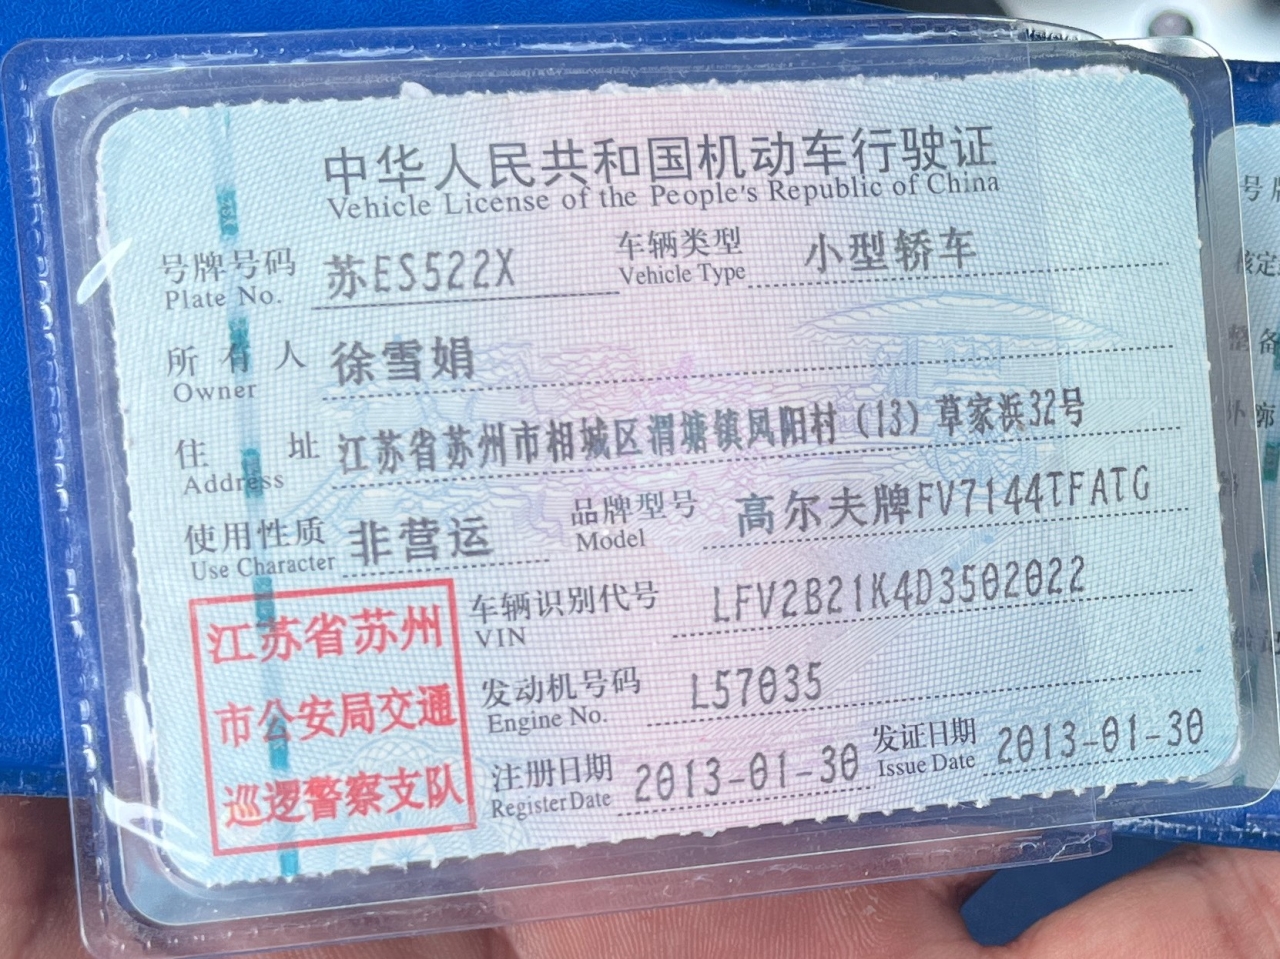 中华人民共和国机动车行驶证
Vehicle License of the People's Republic of China
号牌号码 苏ES522X 车辆类型 小型轿车
Plate No. Vehicle Type
所有人 徐雪娟
Owner
住址 江苏省苏州市相城区渭塘镇凤阳村（13）草家浜32号
Address
使用性质 非营运 品牌型号 高尔夫牌FV7144TFATG
Use Character Model
车辆识别代号 LFV2B21K4D3502022
VIN
发动机号码 L57035
Engine No.
注册日期 2013-01-30 发证日期 2013-01-30
Register Date Issue Date
江苏省苏州
市公安局交通
巡逻警察支队
号牌
核定
整备
外廓